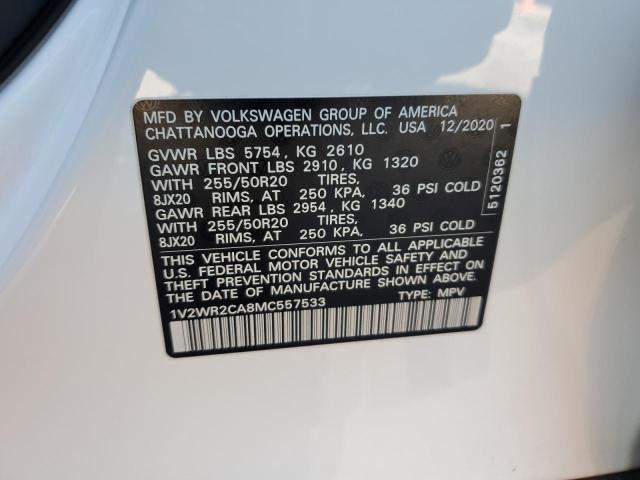 MFD BY VOLKSWAGEN GROUP OF AMERICA
CHATTANOOGA OPERATIONS, LLC. USA 12/2020
GVWR LBS 5754, KG 2610
GAWR FRONT LBS 2910, KG 1320
WITH 255/50R20 TIRES,
8JX20 RIMS, AT 250 KPA, 36 PSI COLD
GAWR REAR LBS 2954, KG 1340
WITH 255/50R20 TIRES,
8JX20 RIMS, AT 250 KPA, 36 PSI COLD
THIS VEHICLE CONFORMS TO ALL APPLICABLE
U.S. FEDERAL MOTOR VEHICLE SAFETY AND
THEFT PREVENTION STANDARDS IN EFFECT ON
THE DATE OF MANUFACTURE SHOWN ABOVE.
1V2WR2CA8MC557533 TYPE: MPV
5120362 1